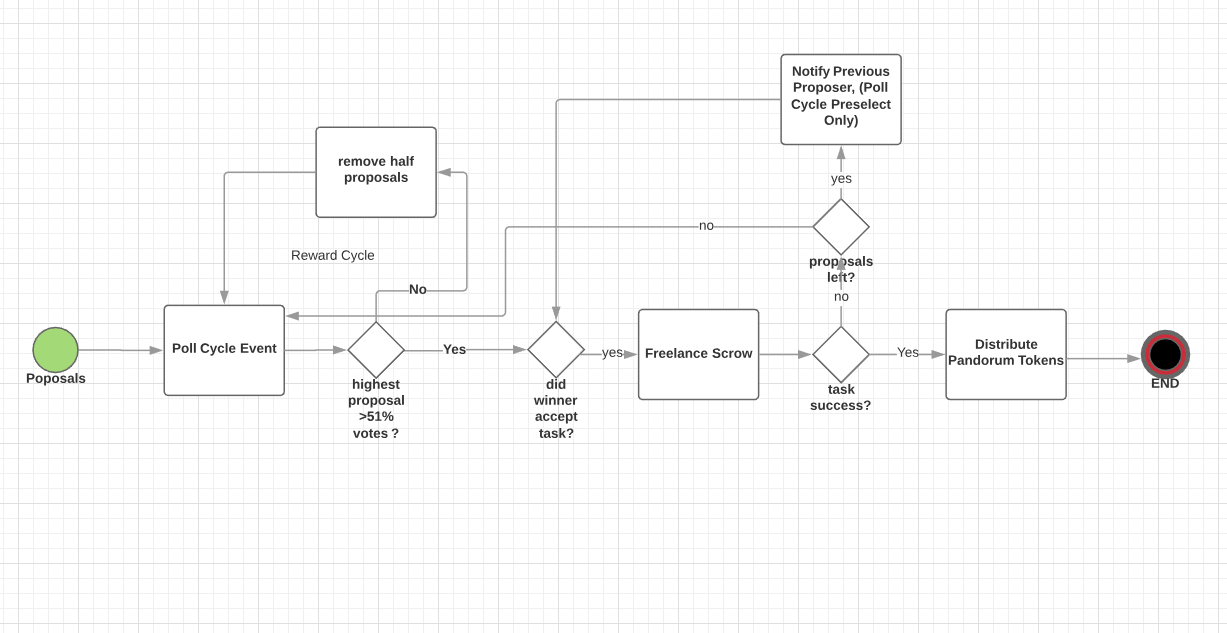 Notify Previous
Proposer, (Poll
Cycle Preselect
Only)
remove half
proposals
yes
no
Reward Cycle
proposals
left?
No
no
Poposals
Poll Cycle Event
highest
proposal
>51%
votes ?
Yes
did
winner
accept
task?
yes
Freelance Scrow
task
success?
Yes
Distribute
Pandorum Tokens
END